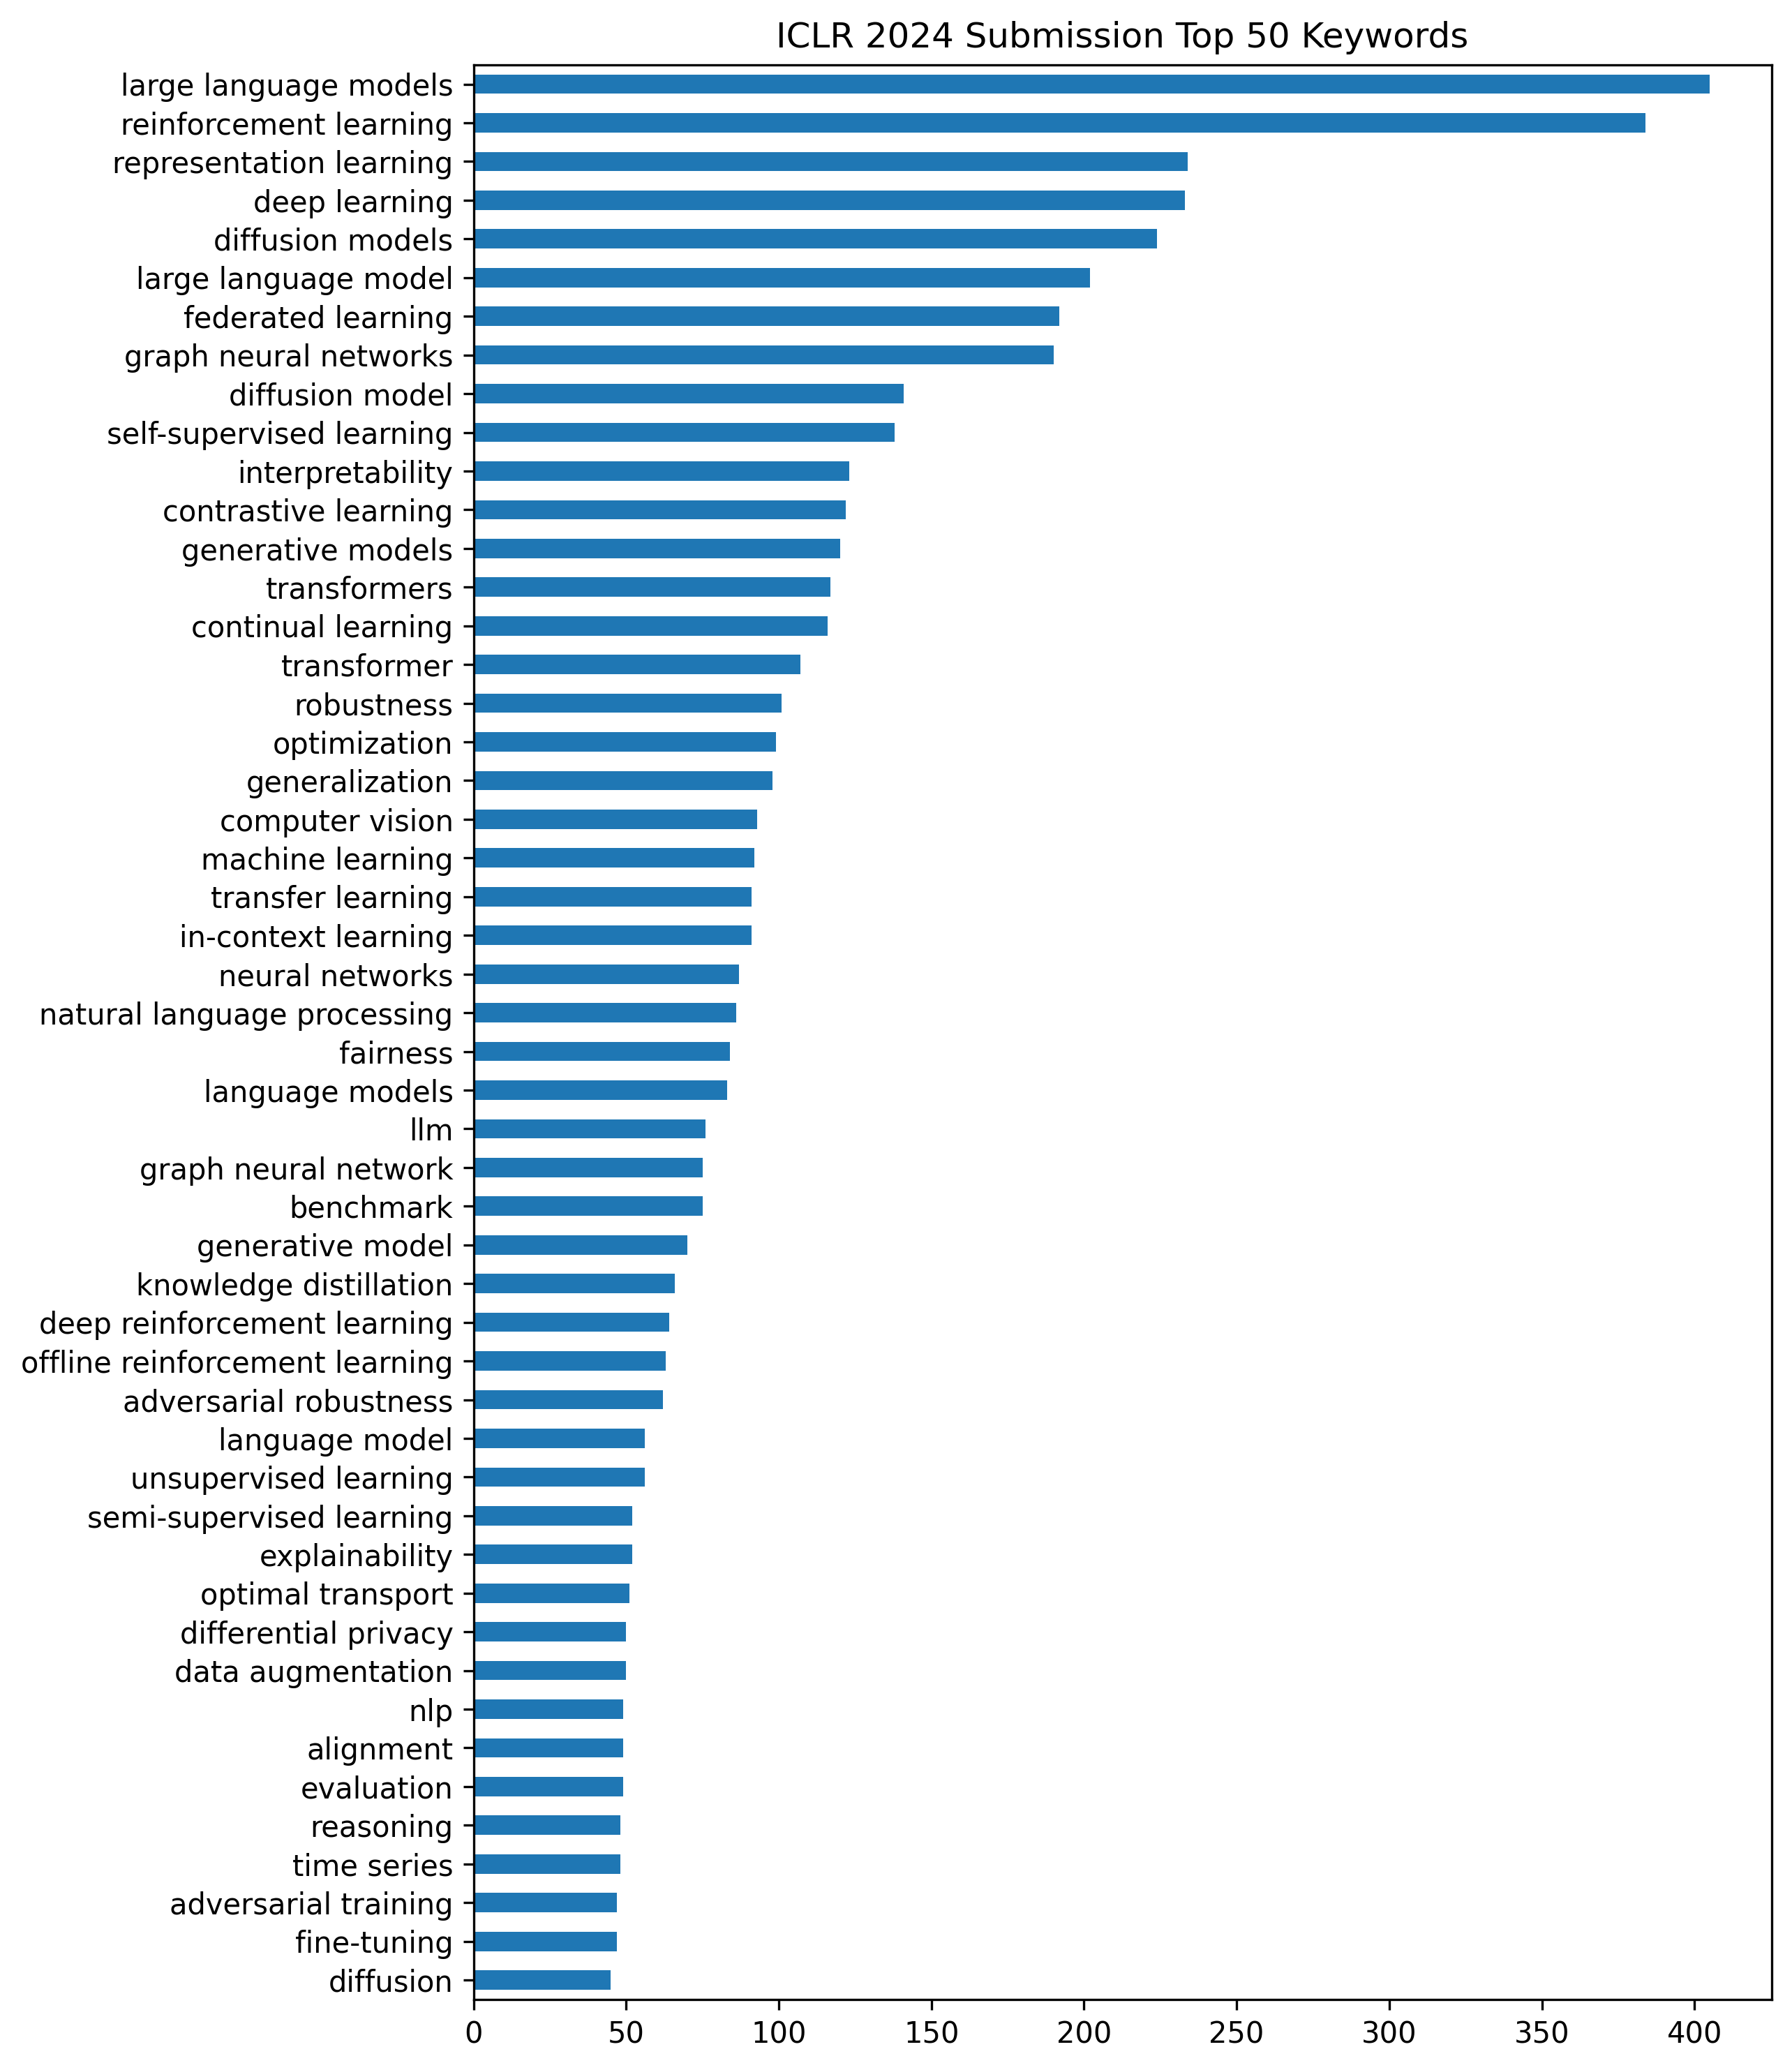 ICLR 2024 Submission Top 50 Keywords
large language models
reinforcement learning
representation learning
deep learning
diffusion models
large language model
federated learning
graph neural networks
diffusion model
self-supervised learning
interpretability
contrastive learning
generative models
transformers
continual learning
transformer
robustness
optimization
generalization
computer vision
machine learning
transfer learning
in-context learning
neural networks
natural language processing
fairness
language models
llm
graph neural network
benchmark
generative model
knowledge distillation
deep reinforcement learning
offline reinforcement learning
adversarial robustness
language model
unsupervised learning
semi-supervised learning
explainability
optimal transport
differential privacy
data augmentation
nlp
alignment
evaluation
reasoning
time series
adversarial training
fine-tuning
diffusion
0 50 100 150 200 250 300 350 400